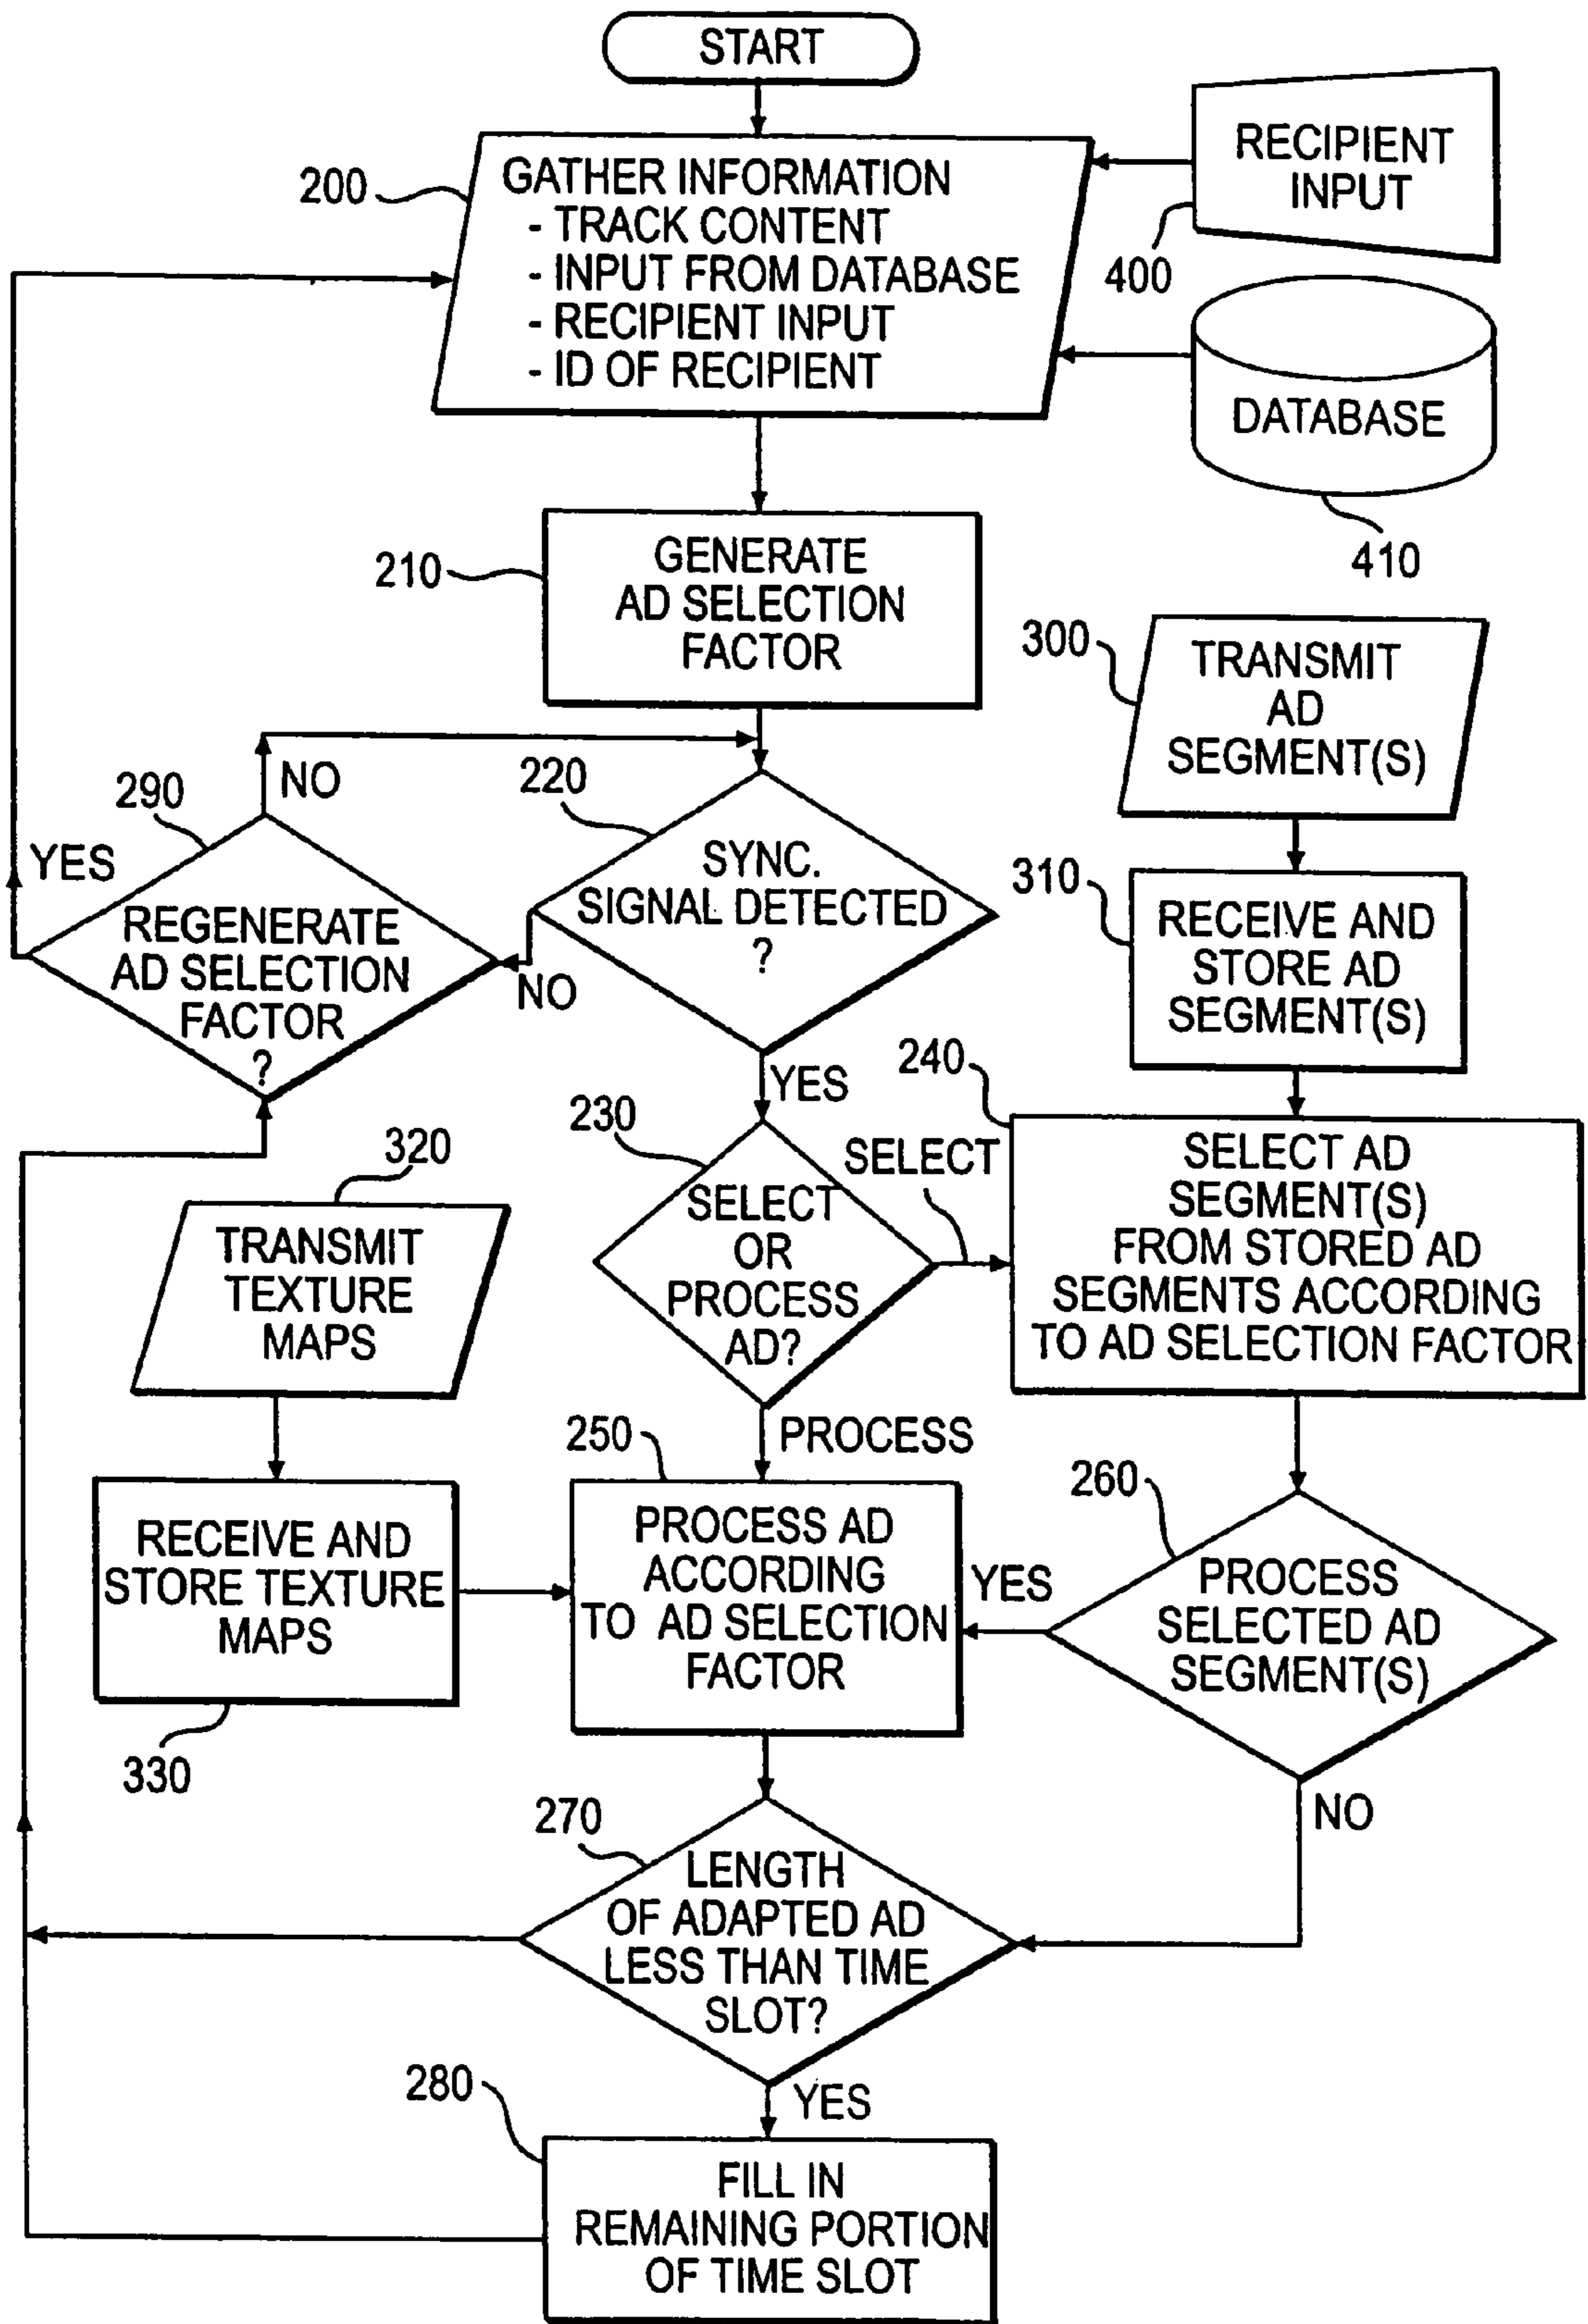 START
200
GATHER INFORMATION
- TRACK CONTENT
- INPUT FROM DATABASE
- RECIPIENT INPUT
- ID OF RECIPIENT
RECIPIENT
INPUT
400
DATABASE
410
210
GENERATE
AD SELECTION
FACTOR
300
TRANSMIT
AD
SEGMENT(S)
290
NO
YES
REGENERATE
AD SELECTION
FACTOR
?
220
SYNC.
SIGNAL DETECTED
?
NO
YES
310
RECEIVE AND
STORE AD
SEGMENT(S)
230
SELECT
OR
PROCESS
AD?
SELECT
240
SELECT AD
SEGMENT(S)
FROM STORED AD
SEGMENTS ACCORDING
TO AD SELECTION FACTOR
320
TRANSMIT
TEXTURE
MAPS
PROCESS
250
PROCESS AD
ACCORDING
TO AD SELECTION
FACTOR
260
PROCESS
SELECTED AD
SEGMENT(S)
YES
NO
RECEIVE AND
STORE TEXTURE
MAPS
330
270
LENGTH
OF ADAPTED AD
LESS THAN TIME
SLOT?
YES
280
FILL IN
REMAINING PORTION
OF TIME SLOT